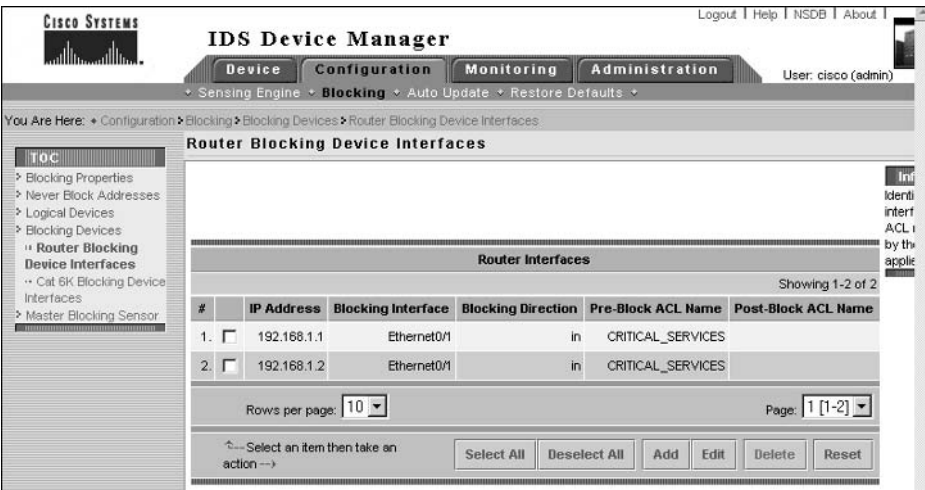 CISCO SYSTEMS
Logout | Help | NSDB | About |
IDS Device Manager
Device Configuration Monitoring Administration
User: cisco (admin)
Sensing Engine Blocking Auto Update Restore Defaults
You Are Here: Configuration Blocking Blocking Devices Router Blocking Device Interfaces
TOC
Blocking Properties
Never Block Addresses
Logical Devices
Blocking Devices
Router Blocking
Device Interfaces
Cat 6K Blocking Device
Interfaces
Master Blocking Sensor
Router Blocking Device Interfaces
Router Interfaces
Showing 1-2 of 2
# IP Address Blocking Interface Blocking Direction Pre-Block ACL Name Post-Block ACL Name
1. 192.168.1.1 Ethernet0/1 in CRITICAL_SERVICES
2. 192.168.1.2 Ethernet0/1 in CRITICAL_SERVICES
Rows per page: 10 Page: 1 [1-2]
Select an item then take an
action -->
Select All Deselect All Add Edit Delete Reset
by